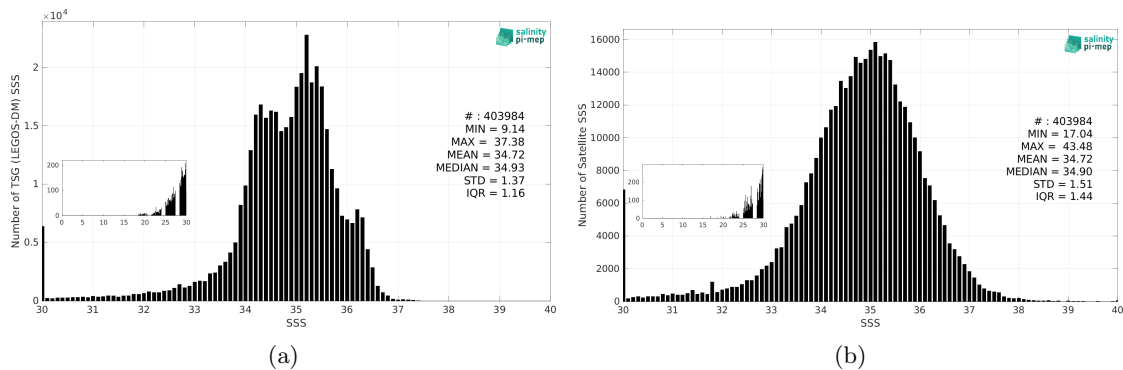 ×10⁴
salinity
pi-mep
# : 403984
MIN = 9.14
MAX = 37.38
MEAN = 34.72
MEDIAN = 34.93
STD = 1.37
IQR = 1.16
Number of TSG (LEGOS-DM) SSS
2
1.5
1
0.5
0
200
100
0
0 5 10 15 20 25 30
30 31 32 33 34 35 36 37 38 39 40
SSS
(a)
salinity
pi-mep
# : 403984
MIN = 17.04
MAX = 43.48
MEAN = 34.72
MEDIAN = 34.90
STD = 1.51
IQR = 1.44
Number of Satellite SSS
16000
14000
12000
10000
8000
6000
4000
2000
0
200
100
0
0 5 10 15 20 25 30
30 31 32 33 34 35 36 37 38 39 40
SSS
(b)